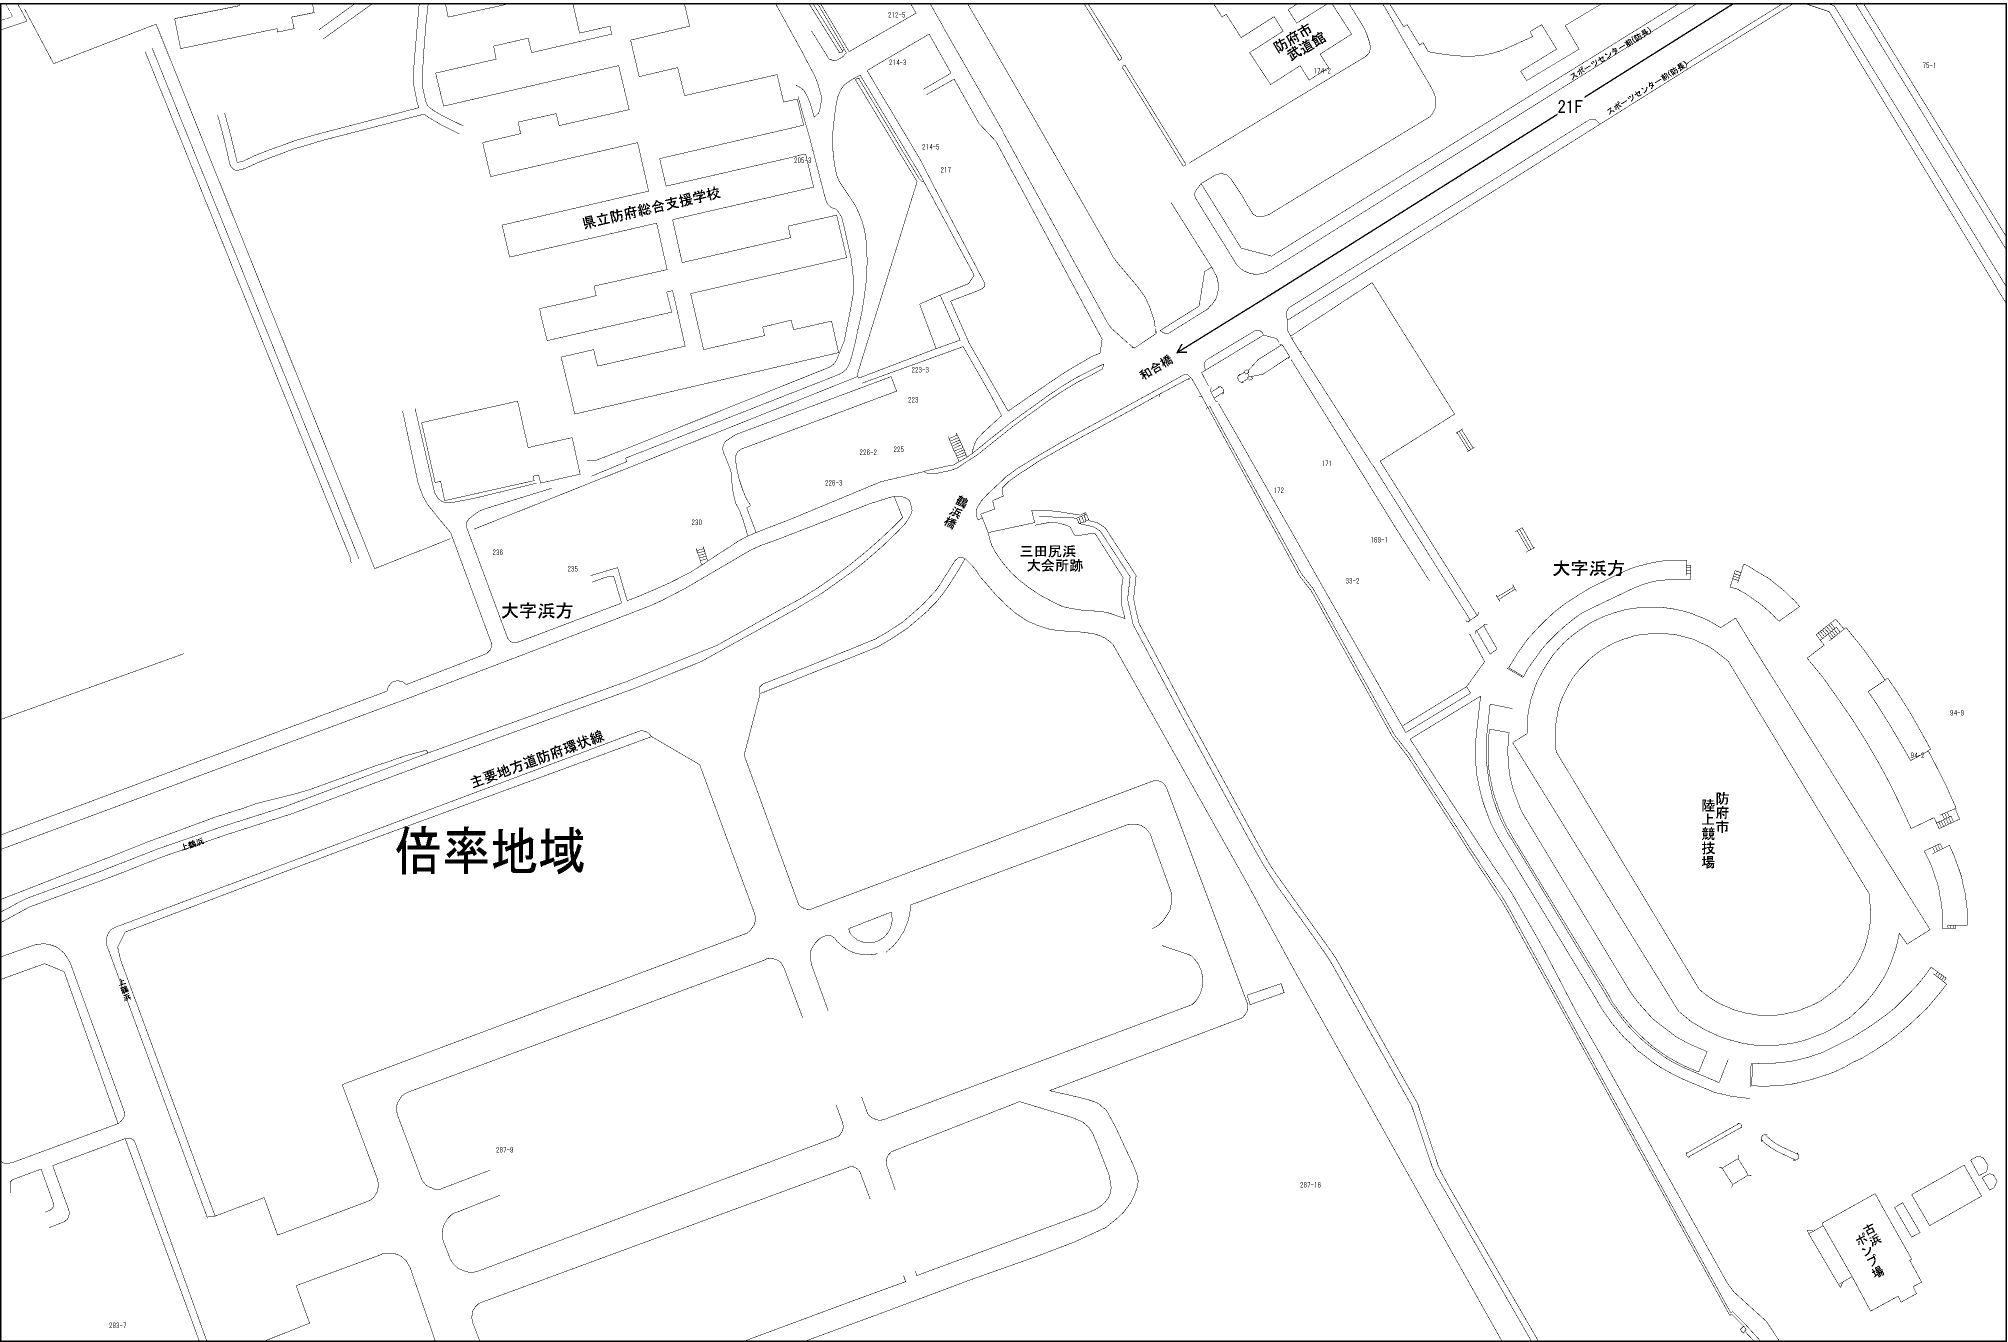 212-5
防府市
武道館
スポーツセンター前(防長)
214-3
75-1
174-2
スポーツセンター前(防長)
21F
214-5
205-3
217
県立防府総合支援学校
和合橋
223-3
223
225
226-2
171
226-3
172
鶴浜橋
230
169-1
236
三田尻浜
大会所跡
235
大字浜方
33-2
大字浜方
94-9
主要地方道防府環状線
94-2
防府市
陸上競技場
上鶴浜
倍率地域
上鶴浜
287-9
287-16
古浜
ポンプ場
283-7